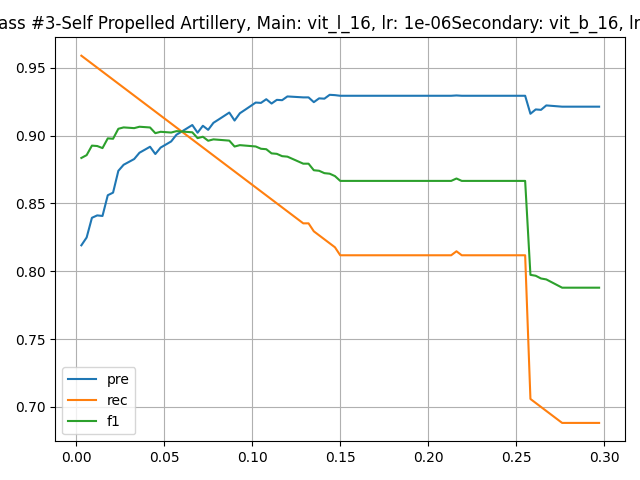 ass #3-Self Propelled Artillery, Main: vit_l_16, lr: 1e-06Secondary: vit_b_16, lr
0.95
0.90
0.85
0.80
0.75
0.70
pre
rec
f1
0.00 0.05 0.10 0.15 0.20 0.25 0.30